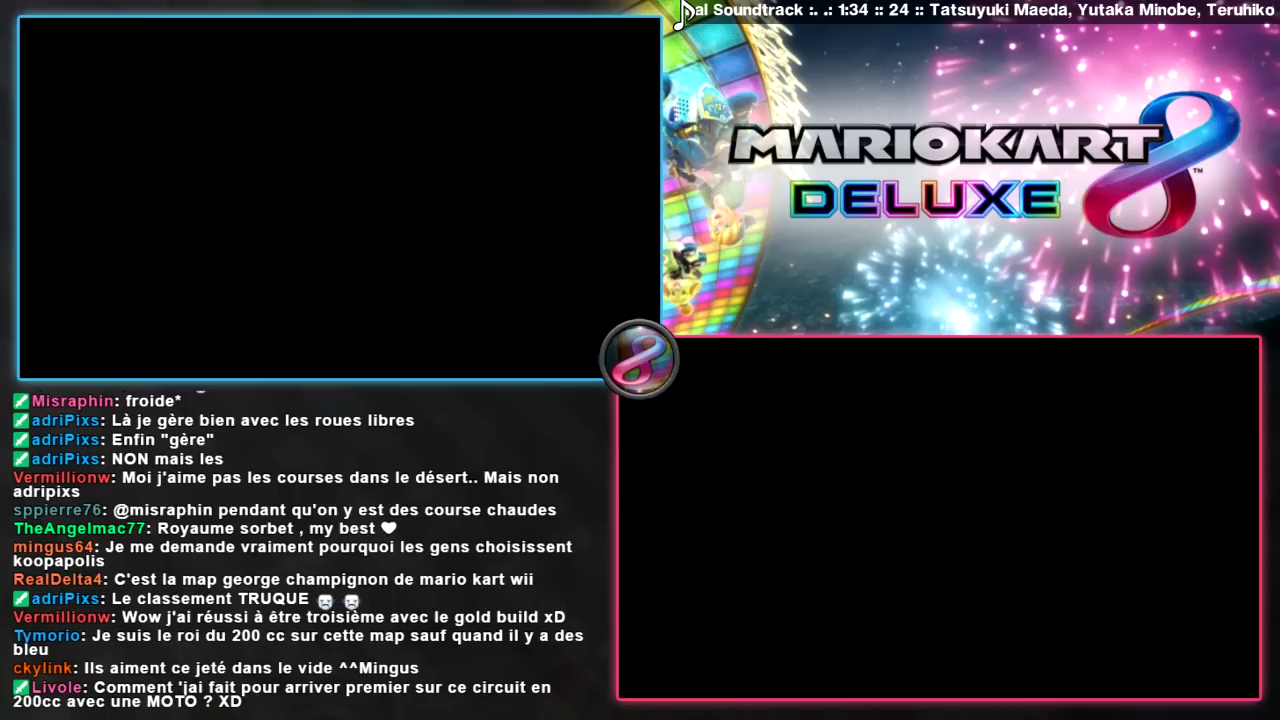 al Soundtrack :. .: 1:34 :: 24 :: Tatsuyuki Maeda, Yutaka Minobe, Teruhiko
MARIOKART 8
TM
DELUXE
Misraphin: froide*
adriPixs: Là je gère bien avec les roues libres
adriPixs: Enfin "gère"
adriPixs: NON mais les
Vermillionw: Moi j'aime pas les courses dans le désert.. Mais non
adripixs
sppierre76: @misraphin pendant qu'on y est des course chaudes
TheAngelmac77: Royaume sorbet , my best ❤
mingus64: Je me demande vraiment pourquoi les gens choisissent
koopapolis
RealDelta4: C'est la map george champignon de mario kart wii
adriPixs: Le classement TRUQUE
Vermillionw: Wow j'ai réussi à être troisième avec le gold build xD
Tymorio: Je suis le roi du 200 cc sur cette map sauf quand il y a des
bleu
ckylink: Ils aiment ce jeté dans le vide ^^Mingus
Livole: Comment 'jai fait pour arriver premier sur ce circuit en
200cc avec une MOTO ? XD